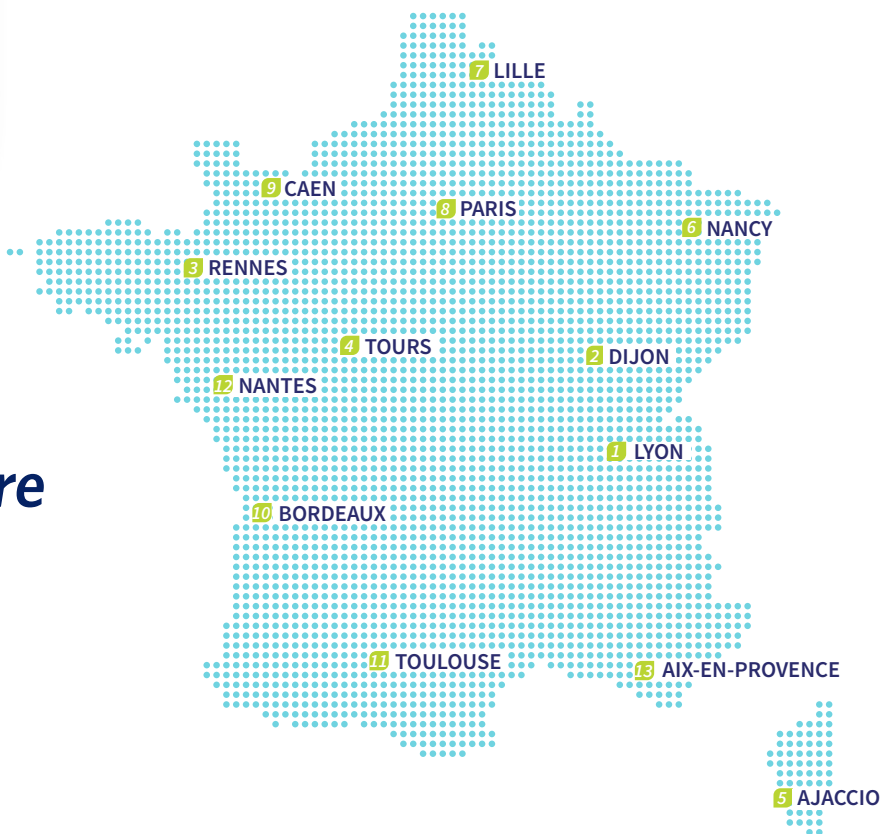 7 LILLE
9 CAEN
8 PARIS
6 NANCY
3 RENNES
4 TOURS
2 DIJON
12 NANTES
1 LYON
re
10 BORDEAUX
11 TOULOUSE
13 AIX-EN-PROVENCE
5 AJACCIO